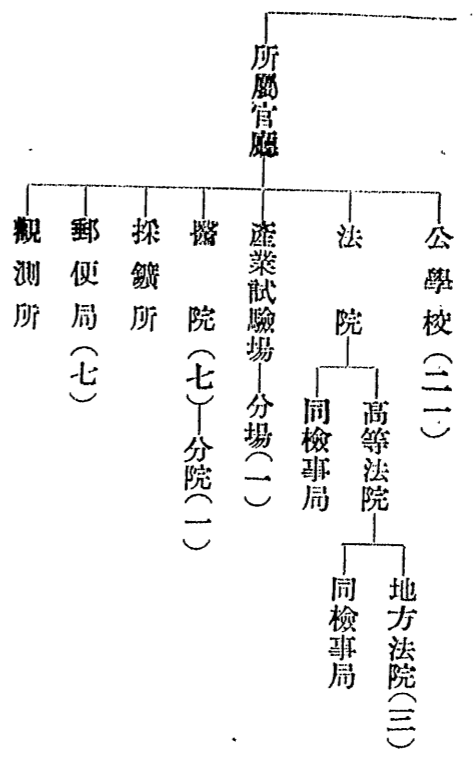 所屬官廳
公學校(二一)
法院
高等法院
地方法院(三)
同檢事局
同檢事局
產業試驗場
分場(一)
醫院(七)
分院(一)
採鑛所
郵便局(七)
觀測所